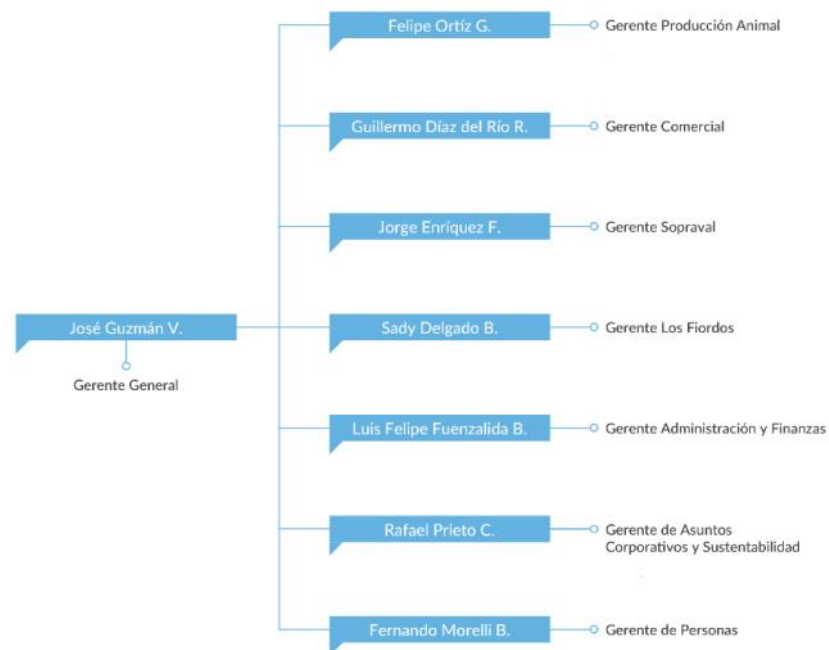 Felipe Ortíz G.
Gerente Producción Animal
Guillermo Díaz del Río R.
Gerente Comercial
Jorge Enríquez F.
Gerente Sopraval
José Guzmán V.
Gerente General
Sady Delgado B.
Gerente Los Fiordos
Luis Felipe Fuenzalida B.
Gerente Administración y Finanzas
Rafael Prieto C.
Gerente de Asuntos
Corporativos y Sustentabilidad
Fernando Morelli B.
Gerente de Personas